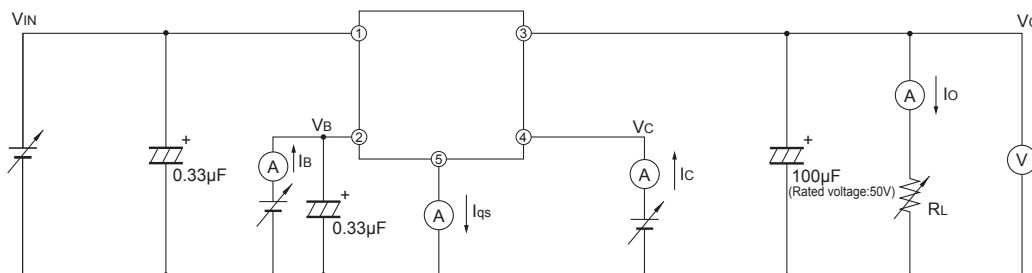 VIN
1
3
VO
A
IO
+
0.33μF
VB
2
IB
A
+
0.33μF
5
A
Iqs
4
VC
A
IC
+
100μF
(Rated voltage:50V)
RL
V